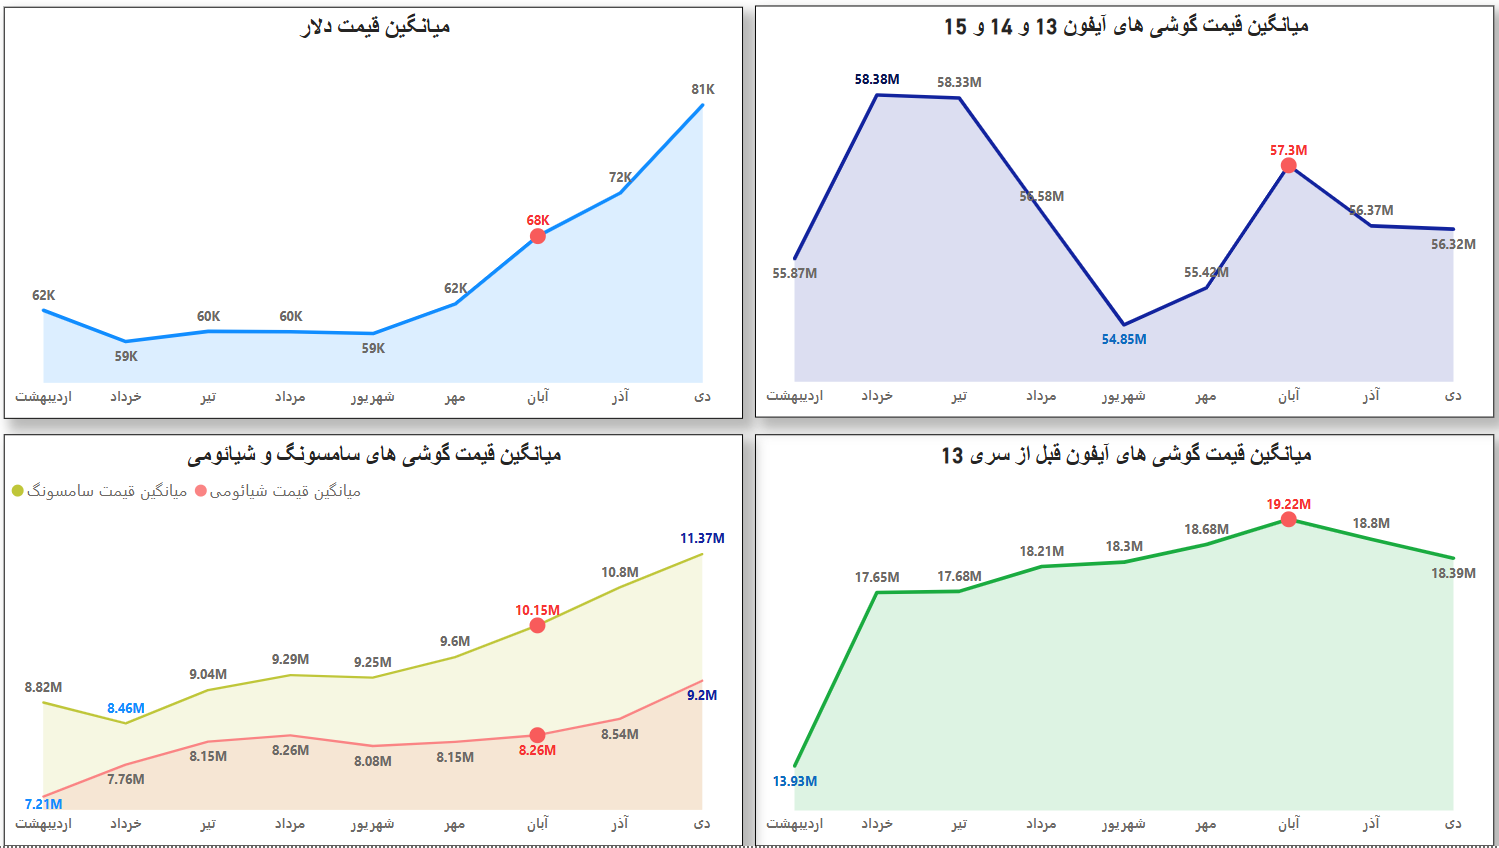 میانگین قیمت دلار
62K
59K
60K
60K
59K
62K
68K
72K
81K
اردیبهشت خرداد تیر مرداد شهریور مهر آبان آذر دی
میانگین قیمت گوشی های آیفون 13 و 14 و 15
55.87M
58.38M
58.33M
56.58M
54.85M
55.42M
57.3M
56.37M
56.32M
اردیبهشت خرداد تیر مرداد شهریور مهر آبان آذر دی
میانگین قیمت گوشی های سامسونگ و شیائومی
میانگین قیمت سامسونگ
میانگین قیمت شیائومی
8.82M
8.46M
9.04M
9.29M
9.25M
9.6M
10.15M
10.8M
11.37M
7.21M
7.76M
8.15M
8.26M
8.08M
8.15M
8.26M
8.54M
9.2M
اردیبهشت خرداد تیر مرداد شهریور مهر آبان آذر دی
میانگین قیمت گوشی های آیفون قبل از سری 13
13.93M
17.65M
17.68M
18.21M
18.3M
18.68M
19.22M
18.8M
18.39M
اردیبهشت خرداد تیر مرداد شهریور مهر آبان آذر دی